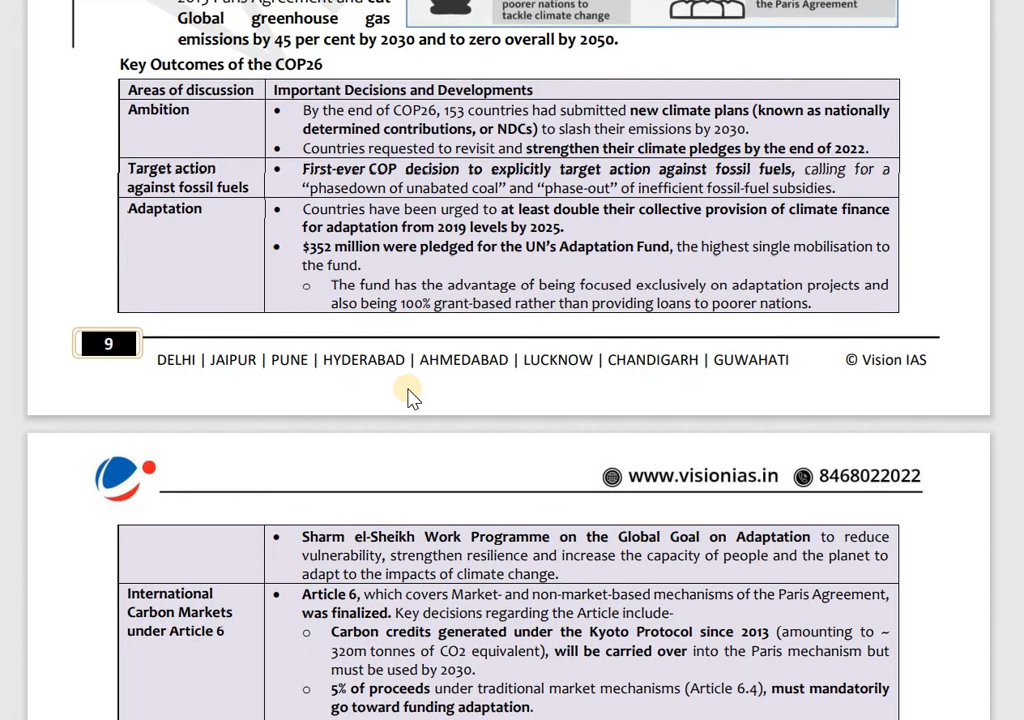 2015 Paris Agreement and cut
Global greenhouse gas
emissions by 45 per cent by 2030 and to zero overall by 2050.
poorer nations to
tackle climate change
the Paris Agreement
Key Outcomes of the COP26
Areas of discussion Important Decisions and Developments
Ambition • By the end of COP26, 153 countries had submitted new climate plans (known as nationally
determined contributions, or NDCs) to slash their emissions by 2030.
• Countries requested to revisit and strengthen their climate pledges by the end of 2022.
Target action • First-ever COP decision to explicitly target action against fossil fuels, calling for a
against fossil fuels “phasedown of unabated coal” and “phase-out” of inefficient fossil-fuel subsidies.
Adaptation • Countries have been urged to at least double their collective provision of climate finance
for adaptation from 2019 levels by 2025.
• $352 million were pledged for the UN’s Adaptation Fund, the highest single mobilisation to
the fund.
o The fund has the advantage of being focused exclusively on adaptation projects and
also being 100% grant-based rather than providing loans to poorer nations.
9
DELHI | JAIPUR | PUNE | HYDERABAD | AHMEDABAD | LUCKNOW | CHANDIGARH | GUWAHATI © Vision IAS
www.visionias.in 8468022022
• Sharm el-Sheikh Work Programme on the Global Goal on Adaptation to reduce
vulnerability, strengthen resilience and increase the capacity of people and the planet to
adapt to the impacts of climate change.
International • Article 6, which covers Market- and non-market-based mechanisms of the Paris Agreement,
Carbon Markets was finalized. Key decisions regarding the Article include-
under Article 6 o Carbon credits generated under the Kyoto Protocol since 2013 (amounting to ~
320m tonnes of CO2 equivalent), will be carried over into the Paris mechanism but
must be used by 2030.
o 5% of proceeds under traditional market mechanisms (Article 6.4), must mandatorily
go toward funding adaptation.